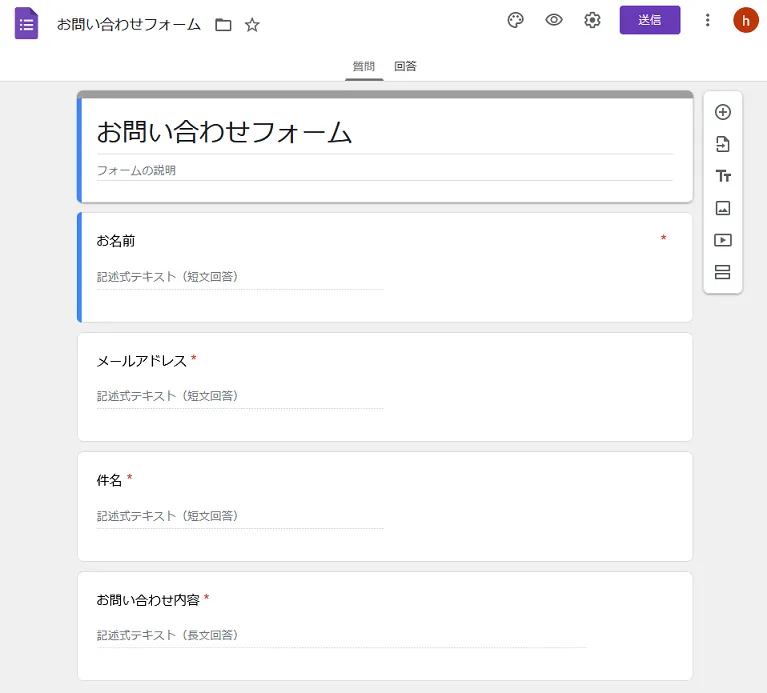 お問い合わせフォーム
送信
h
質問 回答
お問い合わせフォーム
フォームの説明
お名前 *
記述式テキスト（短文回答）
メールアドレス *
記述式テキスト（短文回答）
件名 *
記述式テキスト（短文回答）
お問い合わせ内容 *
記述式テキスト（長文回答）
Tт